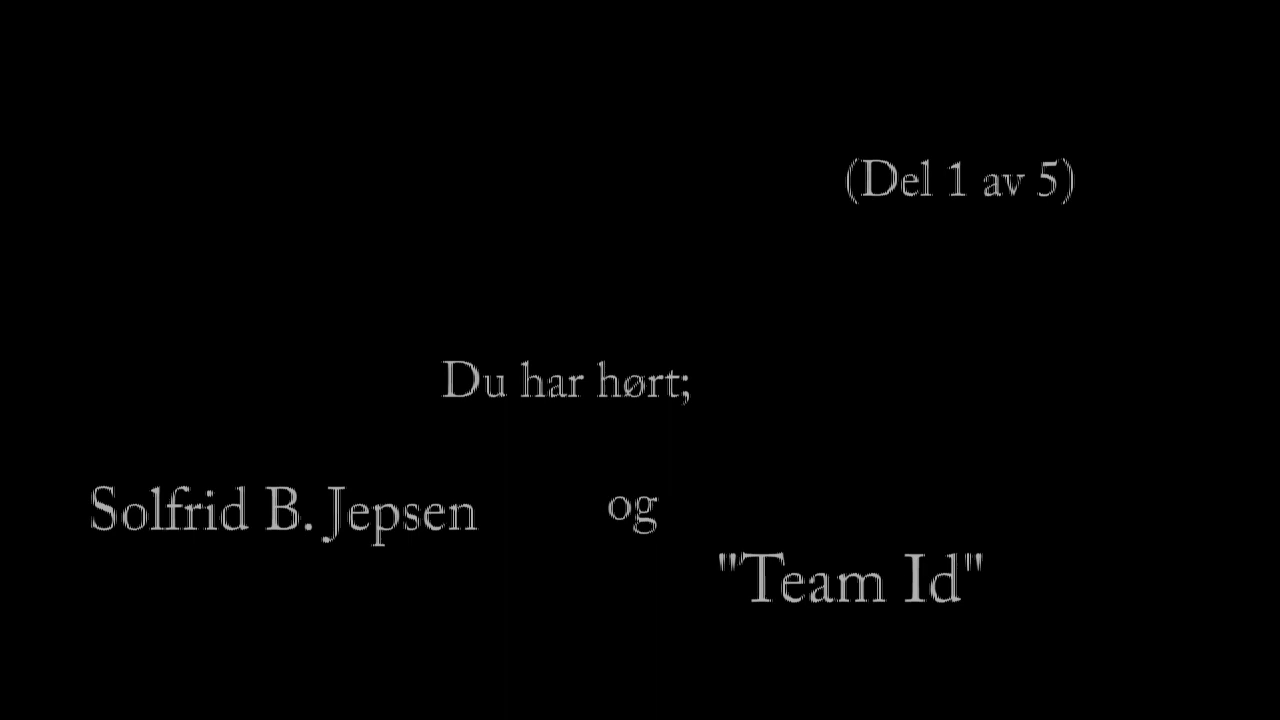 (Del 1 av 5)
Du har hørt;
Solfrid B. Jepsen og
"Team Id"